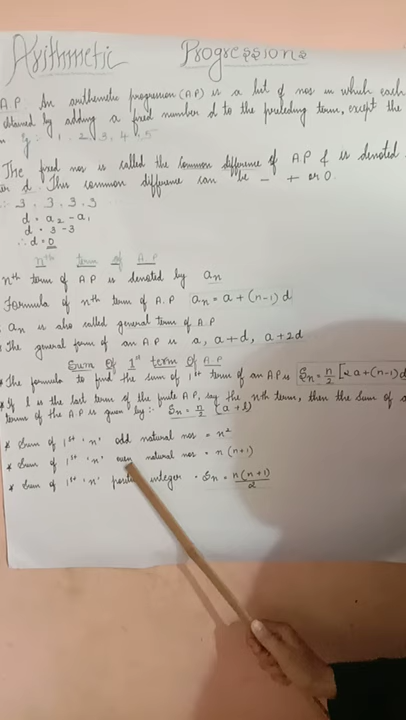 Arithmetic Progressions
A.P. An arithmetic progression (AP) is a list of nos in which each
obtained by adding a fixed number d to the preceding term, except the
eg : 1, 2, 3, 4, 5
The fixed nos is called the common difference of A.P & is denoted
d. This common difference can be - + or 0.
3, 3, 3, 3
d = a2 - a1
d = 3 - 3
∴ d = 0
nth term of A.P
nth term of A P is denoted by an
Formula of nth term of A.P an = a + (n-1) d
an is also called general term of A.P
The general form of an AP is a, a+d, a+2d
Sum Of 1st term Of A.P
* The formula to find the sum of 1st term of an AP is Sn = n/2 [2a+(n-1)d
* If l is the last term of the finite AP, say the nth term, then the sum of a
terms of the A.P is given by:- Sn = n/2 (a+l)
* Sum of 1st 'n' odd natural nos = n²
* Sum of 1st 'n' even natural nos = n (n+1)
* Sum of 1st 'n' integer . Sn = n(n+1)/2